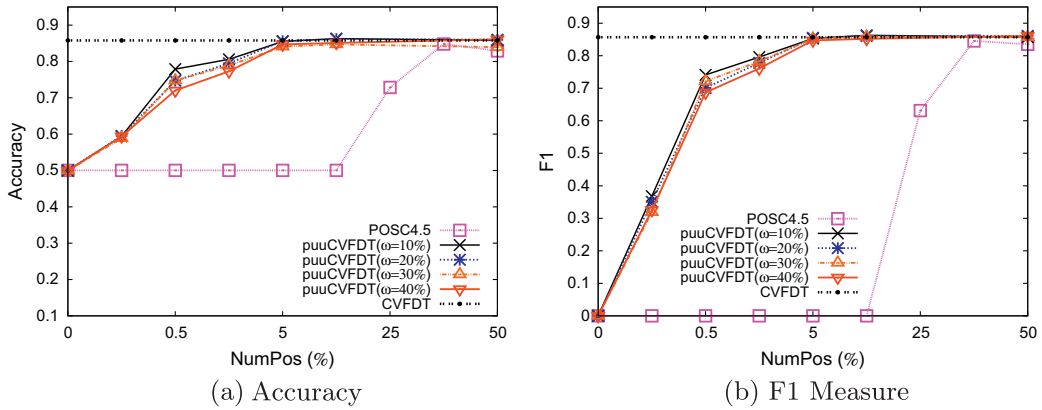 0.9
0.8
0.7
0.6
0.5
0.4
0.3
0.2
0.1
Accuracy
POSC4.5
puuCVFDT(ω=10%)
puuCVFDT(ω=20%)
puuCVFDT(ω=30%)
puuCVFDT(ω=40%)
CVFDT
0 0.5 5 25 50
NumPos (%)
(a) Accuracy
0.9
0.8
0.7
0.6
0.5
0.4
0.3
0.2
0.1
0
F1
POSC4.5
puuCVFDT(ω=10%)
puuCVFDT(ω=20%)
puuCVFDT(ω=30%)
puuCVFDT(ω=40%)
CVFDT
0 0.5 5 25 50
NumPos (%)
(b) F1 Measure